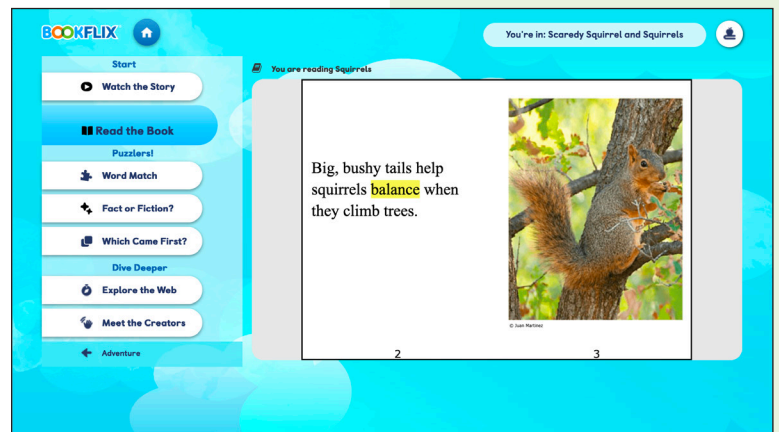 BOOKFLIX
You're in: Scaredy Squirrel and Squirrels
Start
Watch the Story
Read the Book
Puzzlers!
Word Match
Fact or Fiction?
Which Came First?
Dive Deeper
Explore the Web
Meet the Creators
Adventure
You are reading Squirrels
Big, bushy tails help
squirrels balance when
they climb trees.
© Juan Martinez
2
3